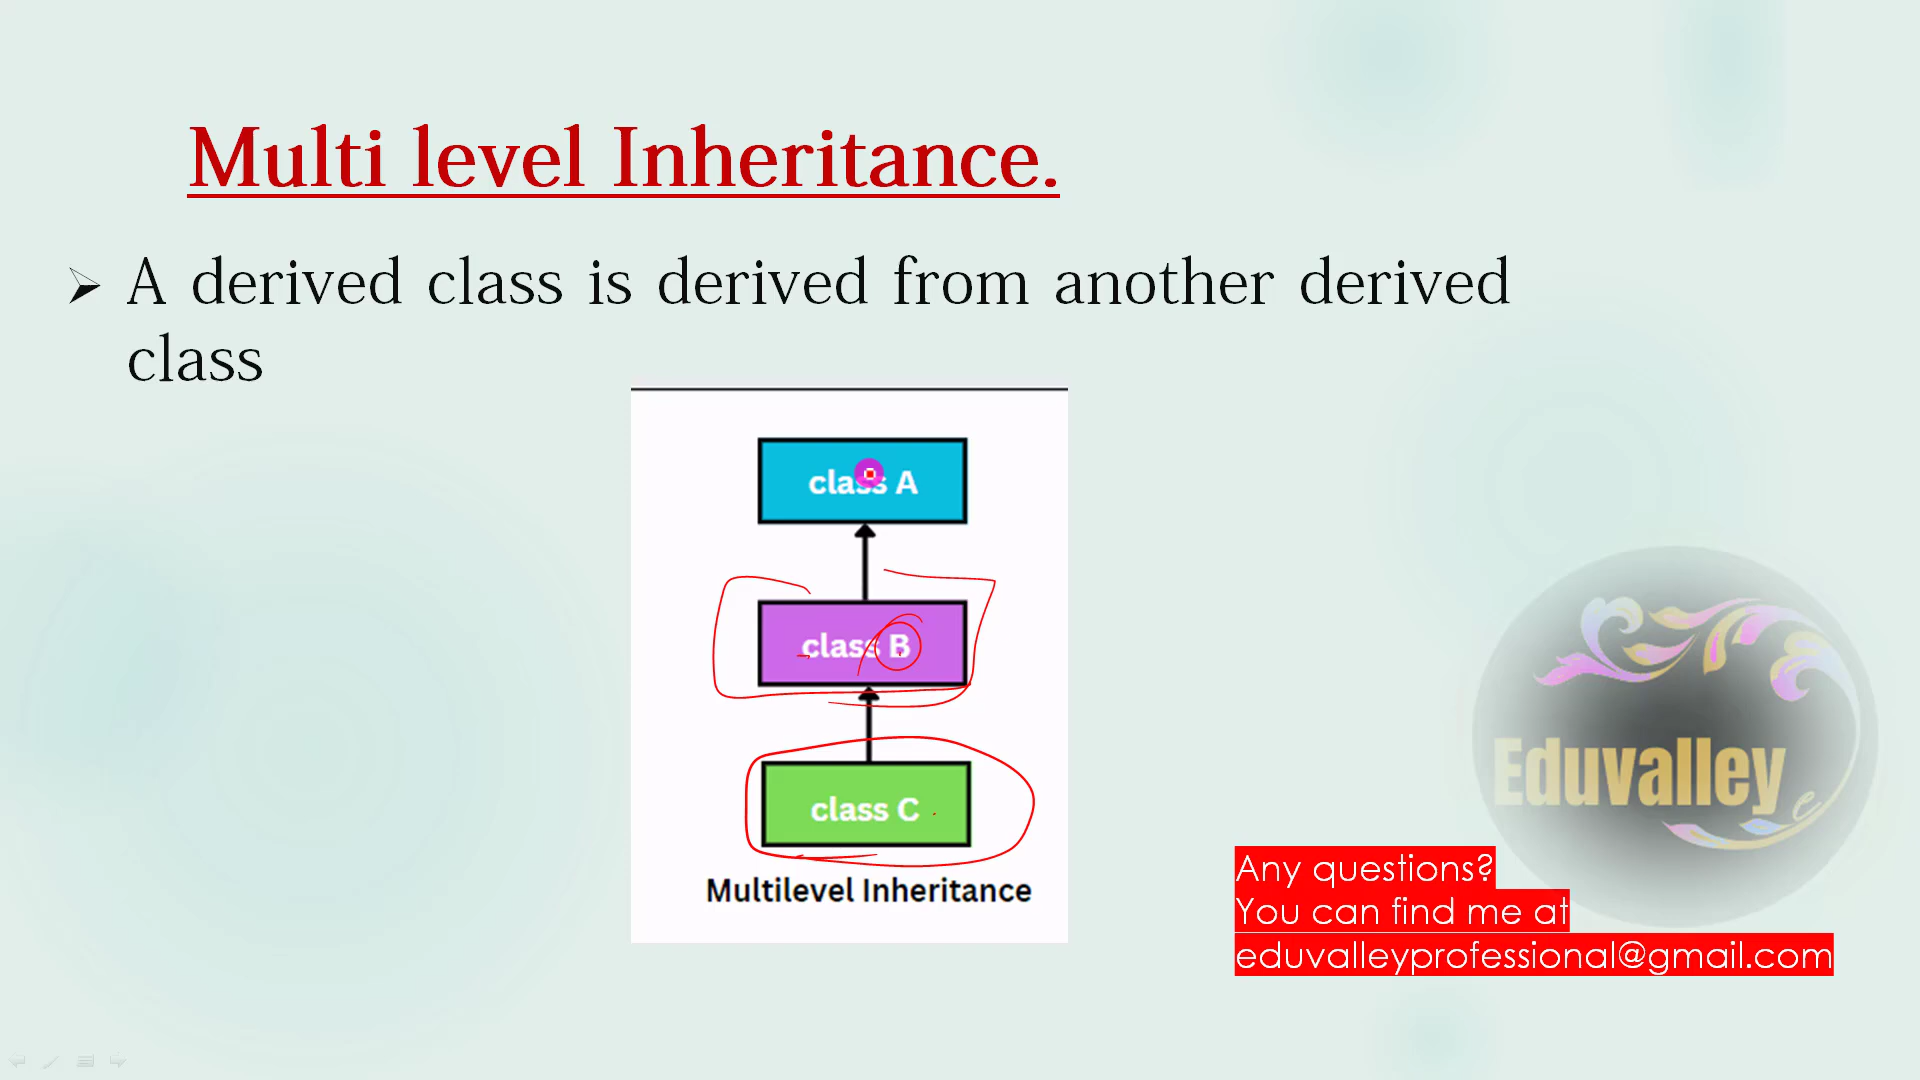 Multi level Inheritance.
A derived class is derived from another derived
class
class A
class B
class C
Multilevel Inheritance
Eduvalley
e
Any questions?
You can find me at
eduvalleyprofessional@gmail.com